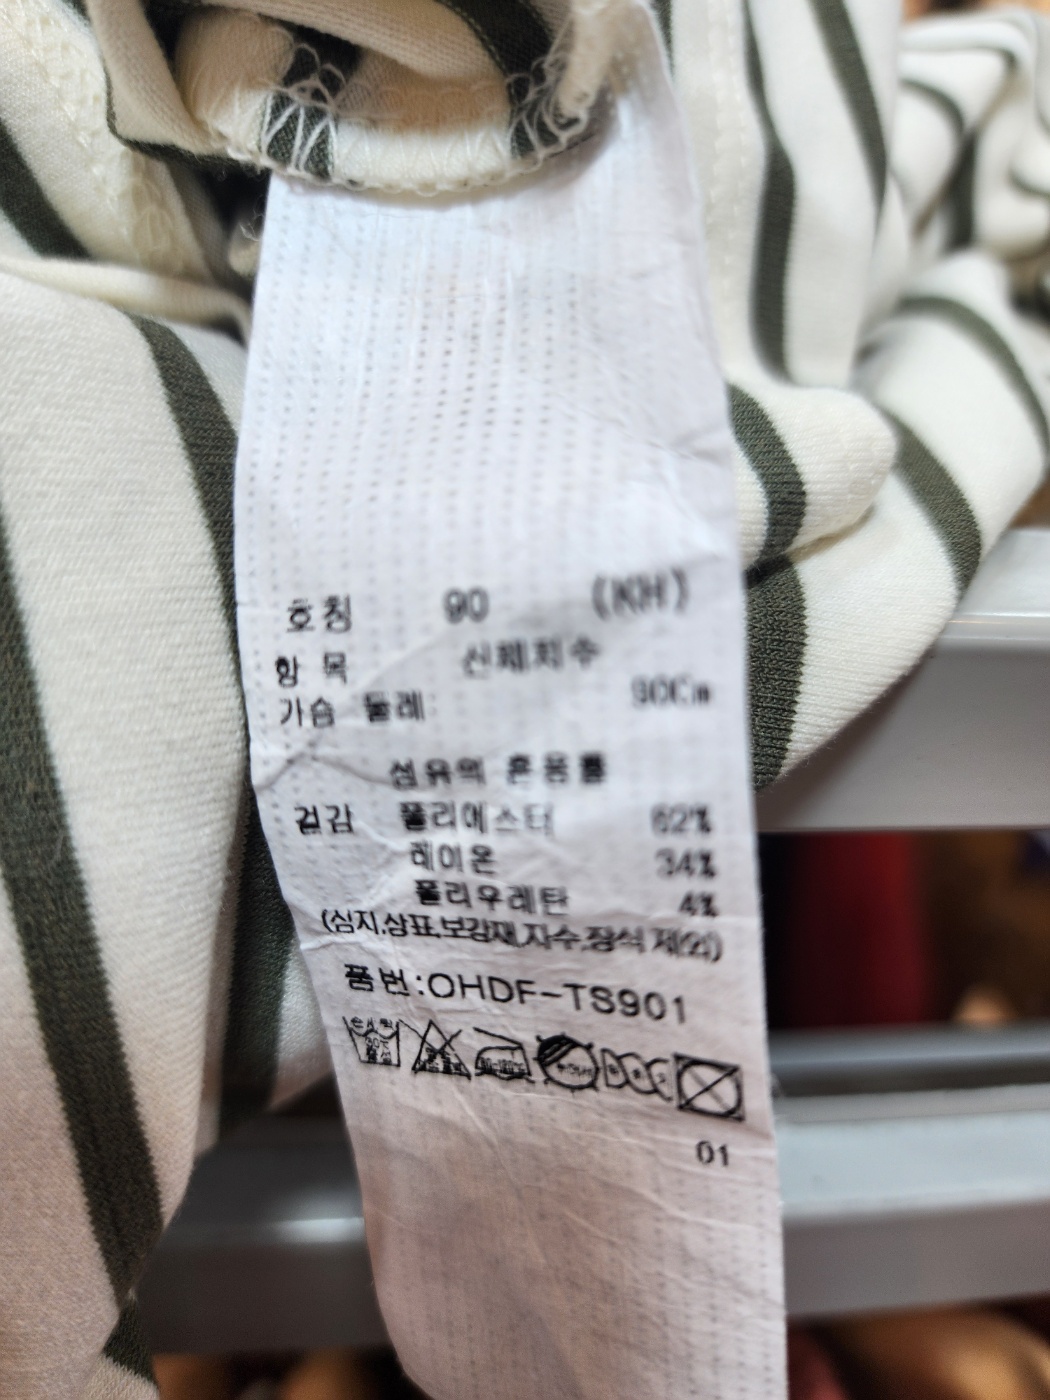 호칭 90 (KH)
항 목 신체치수
가슴 둘레 90Cm
섬유의 혼용률
겉감 폴리에스터 62%
레이온 34%
폴리우레탄 4%
(심지,상표,보강재,자수,장식 제외)
품번:OHDF-TS901
01